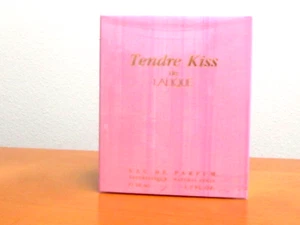 Tendre Kiss
de
LALIQUE
EAU DE PARFUM